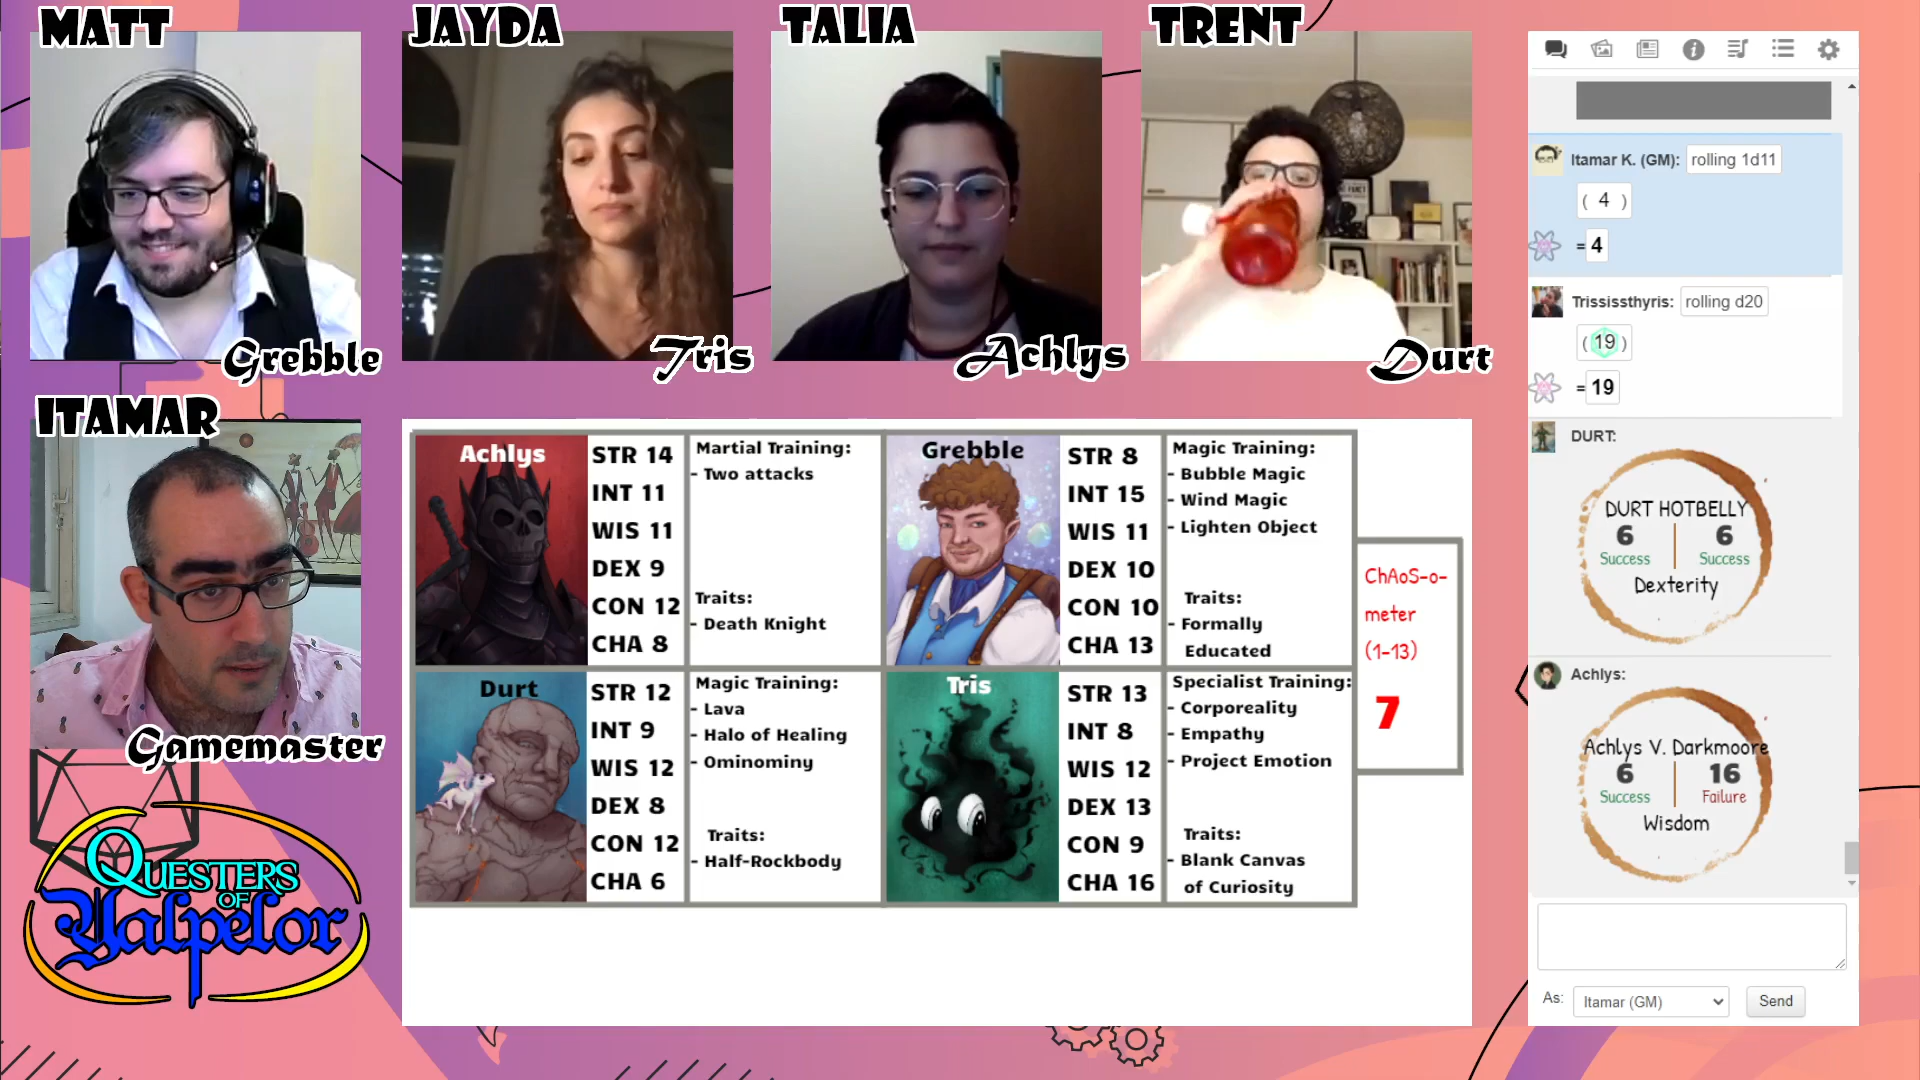 MATT
JAYDA
TALIA
TRENT
Grebble
Tris
Achlys
Durt
ITAMAR
Gamemaster
QUESTERS
OF
Yalpelor
Achlys
STR 14
INT 11
WIS 11
DEX 9
CON 12
CHA 8
Martial Training:
- Two attacks
Traits:
- Death Knight
Grebble
STR 8
INT 15
WIS 11
DEX 10
CON 10
CHA 13
Magic Training:
- Bubble Magic
- Wind Magic
- Lighten Object
Traits:
- Formally
Educated
Durt
STR 12
INT 9
WIS 12
DEX 8
CON 12
CHA 6
Magic Training:
- Lava
- Halo of Healing
- Ominominy
Traits:
- Half-Rockbody
Tris
STR 13
INT 8
WIS 12
DEX 13
CON 9
CHA 16
Specialist Training:
- Corporeality
- Empathy
- Project Emotion
Traits:
- Blank Canvas
of Curiosity
ChAoS-o-
meter
(1-13)
7
Itamar K. (GM): rolling 1d11
( 4 )
=4
Trississthyris: rolling d20
( 19 )
=19
DURT:
DURT HOTBELLY
6 6
Success Success
Dexterity
Achlys:
Achlys V. Darkmoore
6 16
Success Failure
Wisdom
As: Itamar (GM) Send